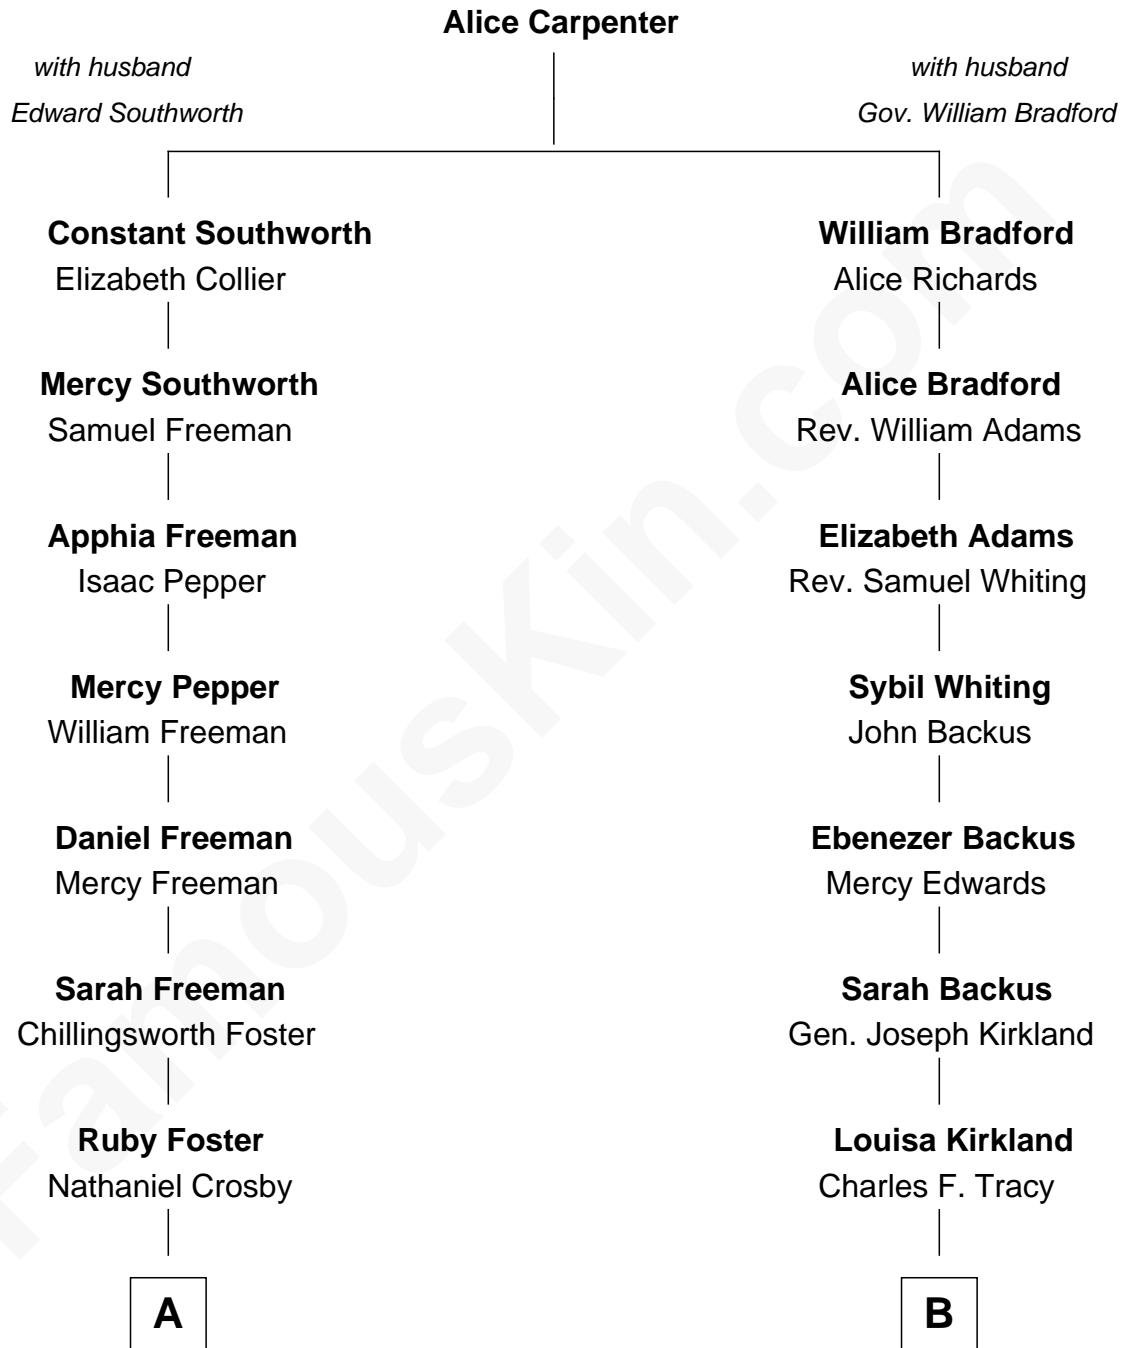 Alice Carpenter
with husband
Edward Southworth
with husband
Gov. William Bradford
Constant Southworth
Elizabeth Collier
William Bradford
Alice Richards
Mercy Southworth
Samuel Freeman
Alice Bradford
Rev. William Adams
Apphia Freeman
Isaac Pepper
Elizabeth Adams
Rev. Samuel Whiting
Mercy Pepper
William Freeman
Sybil Whiting
John Backus
Daniel Freeman
Mercy Freeman
Ebenezer Backus
Mercy Edwards
Sarah Freeman
Chillingsworth Foster
Sarah Backus
Gen. Joseph Kirkland
Ruby Foster
Nathaniel Crosby
Louisa Kirkland
Charles F. Tracy
A
B
FamousKin.com